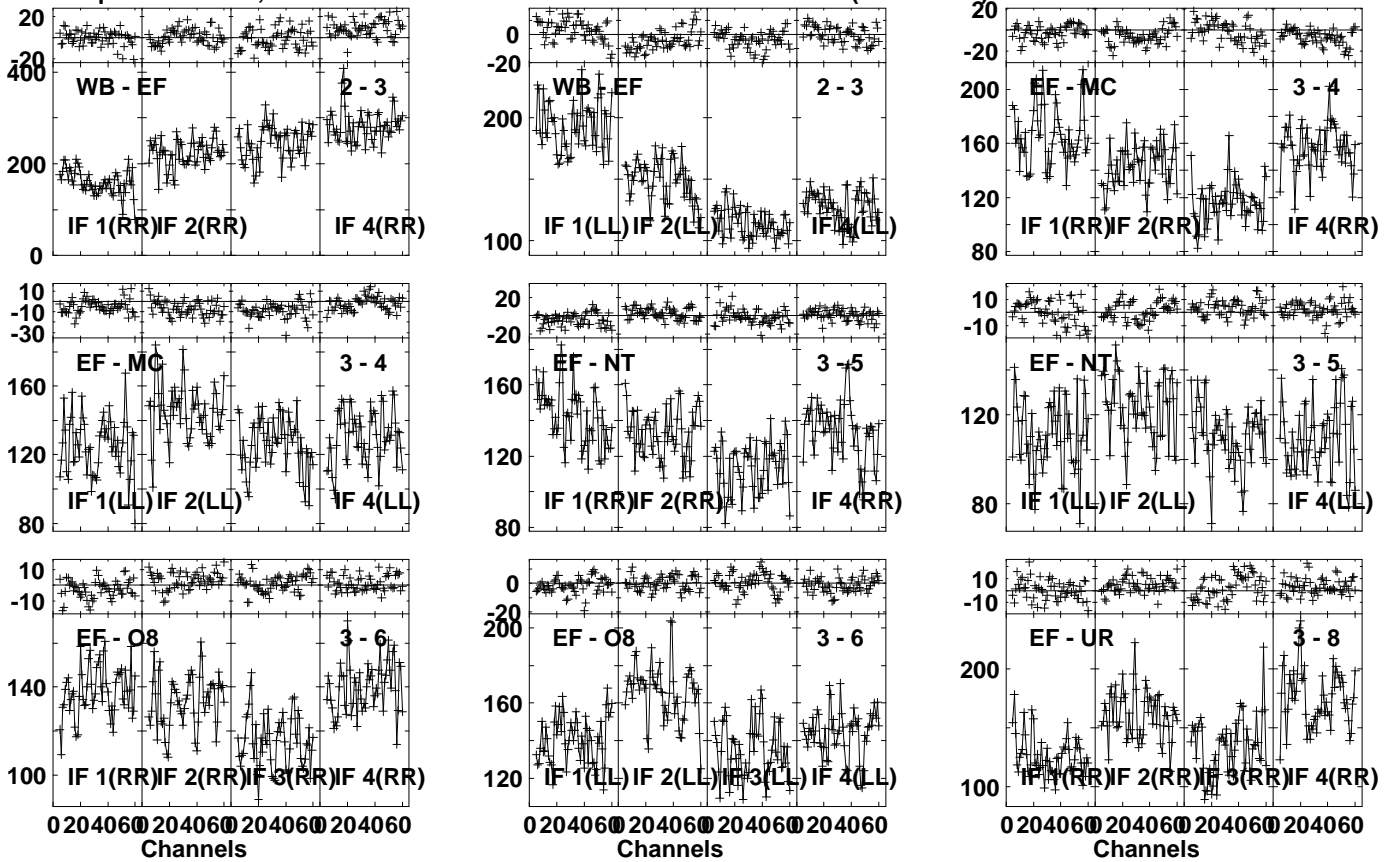 20 20 20
0
-20 -20 -20
400 WB - EF 2 - 3 WB - EF 2 - 3 EF - MC 3 - 4
200 200
160
200
120
IF 1(RR) IF 2(RR) IF 4(RR) IF 1(LL) IF 2(LL) IF 4(LL) IF 1(RR) IF 2(RR) IF 4(RR)
0 100 80
10 20 10
-10 0 -10
-30 -20
EF - MC 3 - 4 EF - NT 3 - 5 EF - NT 3 - 5
160 160
120
120 120
80
IF 1(LL) IF 2(LL) IF 4(LL) IF 1(RR) IF 2(RR) IF 4(RR) IF 1(LL) IF 2(LL) IF 4(LL)
80 80
10 0 10
-10 -20 -10
200
EF - O8 3 - 6 EF - O8 3 - 6 EF - UR 3 - 8
140 160 200
100 120 100
IF 1(RR) IF 2(RR) IF 3(RR) IF 4(RR) IF 1(LL) IF 2(LL) IF 3(LL) IF 4(LL) IF 1(RR) IF 2(RR) IF 3(RR) IF 4(RR)
0 20 40 60 0 20 40 60 0 20 40 60 0 20 40 60 0 20 40 60 0 20 40 60 0 20 40 60 0 20 40 60 0 20 40 60 0 20 40 60 0 20 40 60 0 20 40 60
Channels Channels Channels